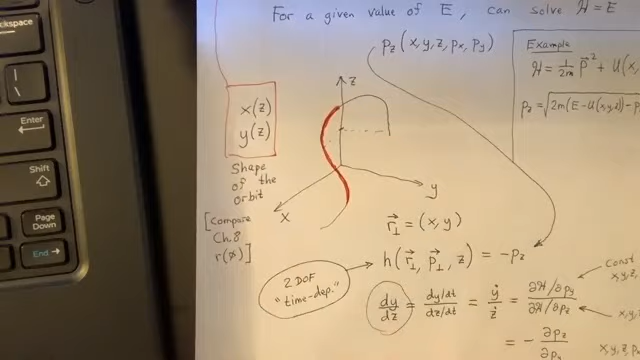 For a given value of E, can solve ℋ = E
p_z (x, y, z, p_x, p_y)
Example
ℋ = 1/2m p⃗² + U(x,
p_z = √2m(E - U(x,y,z)) - p
z
x(z)
y(z)
Shape
of the
orbit
[Compare
Ch. 8
y
x
r⃗⊥ = (x, y)
h(r⃗⊥, p⃗⊥, z) = -p_z
2 DOF
"time-dep."
const
x, y, z,
dy/dz = dy/dt / dz/dt = ẏ/ż = ∂ℋ/∂p_y / ∂ℋ/∂p_z
= - ∂p_z/∂p_y
x, y, z, p
kspace
|
\
Enter
Shift
Page
Down
End